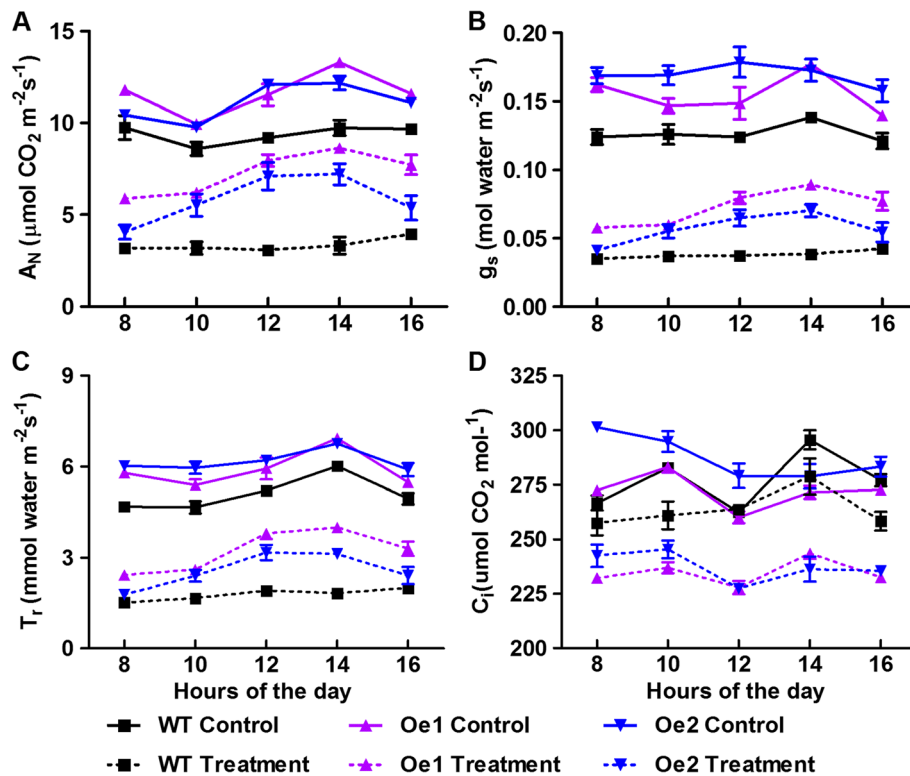 A
B
15
10
5
0
A_N (μmol CO₂ m⁻²s⁻¹)
8 10 12 14 16
0.20
0.15
0.10
0.05
0.00
g_s (mol water m⁻²s⁻¹)
8 10 12 14 16
C
D
9
6
3
0
T_r (mmol water m⁻²s⁻¹)
8 10 12 14 16
Hours of the day
325
300
275
250
225
200
C_i(umol CO₂ mol-¹)
8 10 12 14 16
Hours of the day
WT Control Oe1 Control Oe2 Control
WT Treatment Oe1 Treatment Oe2 Treatment